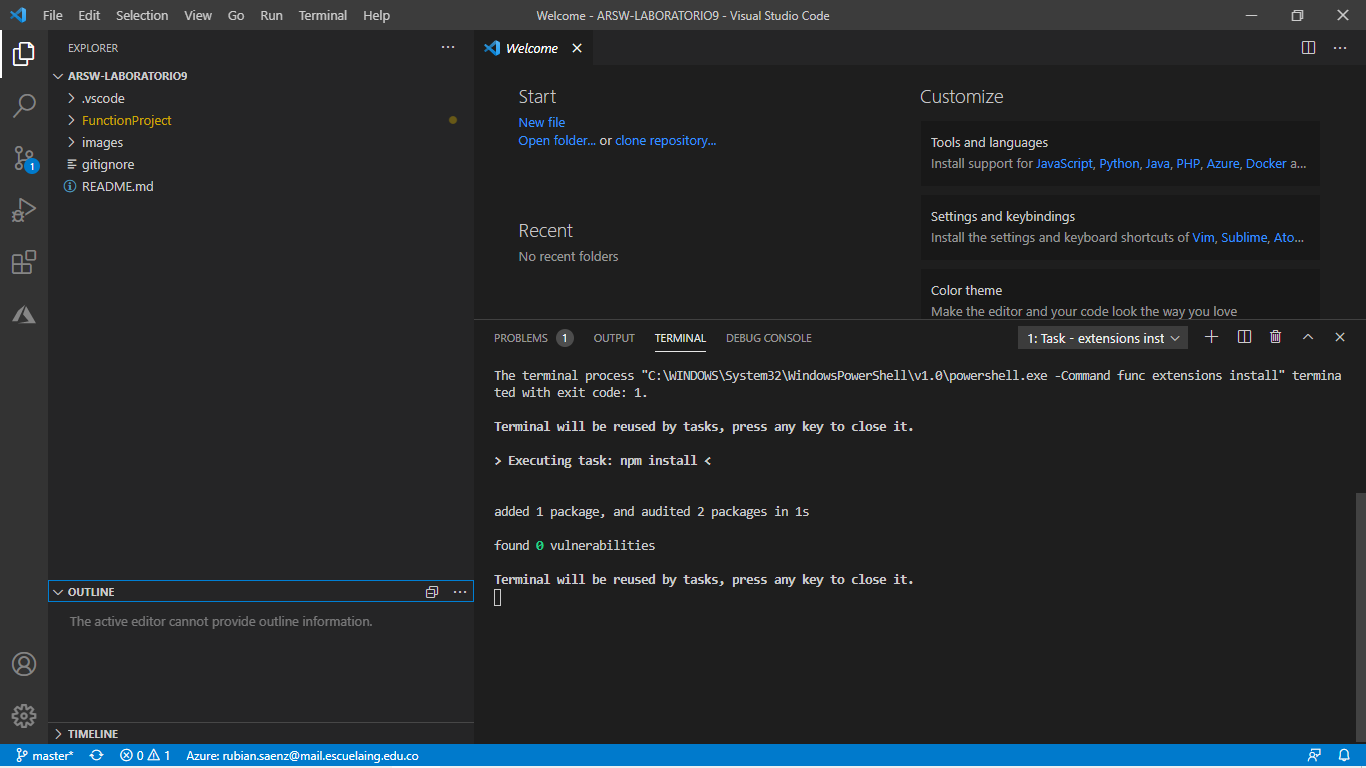 File Edit Selection View Go Run Terminal Help
Welcome - ARSW-LABORATORIO9 - Visual Studio Code
EXPLORER
ARSW-LABORATORIO9
.vscode
FunctionProject
images
gitignore
README.md
OUTLINE
The active editor cannot provide outline information.
TIMELINE
1
Welcome
Start
New file
Open folder... or clone repository...
Recent
No recent folders
Customize
Tools and languages
Install support for JavaScript, Python, Java, PHP, Azure, Docker a...
Settings and keybindings
Install the settings and keyboard shortcuts of Vim, Sublime, Ato...
Color theme
Make the editor and your code look the way you love
PROBLEMS 1 OUTPUT TERMINAL DEBUG CONSOLE
1: Task - extensions inst
The terminal process "C:\WINDOWS\System32\WindowsPowerShell\v1.0\powershell.exe -Command func extensions install" termina
ted with exit code: 1.
Terminal will be reused by tasks, press any key to close it.
> Executing task: npm install <
added 1 package, and audited 2 packages in 1s
found 0 vulnerabilities
Terminal will be reused by tasks, press any key to close it.
master* 0 1 Azure: rubian.saenz@mail.escuelaing.edu.co